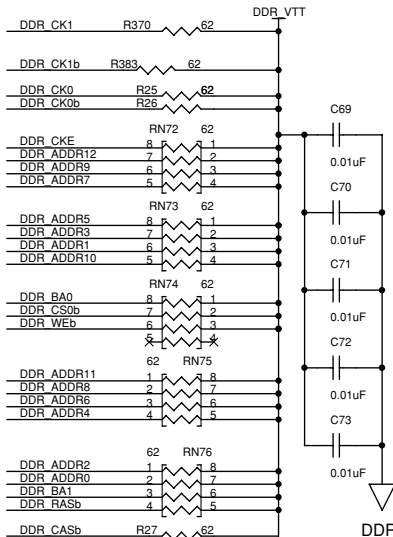 DDR_VTT
DDR_CK1 R370 62
DDR_CK1b R383 62
DDR_CK0 R25 62
DDR_CK0b R26
C69
0.01uF
RN72 62
DDR_CKE 8 1
DDR_ADDR12 7 2
DDR_ADDR9 6 3
DDR_ADDR7 5 4
C70
0.01uF
RN73 62
DDR_ADDR5 8 1
DDR_ADDR3 7 2
DDR_ADDR1 6 3
DDR_ADDR10 5 4
C71
0.01uF
RN74 62
DDR_BA0 8 1
DDR_CS0b 7 2
DDR_WEb 6 3
5 4
C72
0.01uF
62 RN75
DDR_ADDR11 1 8
DDR_ADDR8 2 7
DDR_ADDR6 3 6
DDR_ADDR4 4 5
C73
0.01uF
62 RN76
DDR_ADDR2 1 8
DDR_ADDR0 2 7
DDR_BA1 3 6
DDR_RASb 4 5
DDR_CASb R27 62
DDR